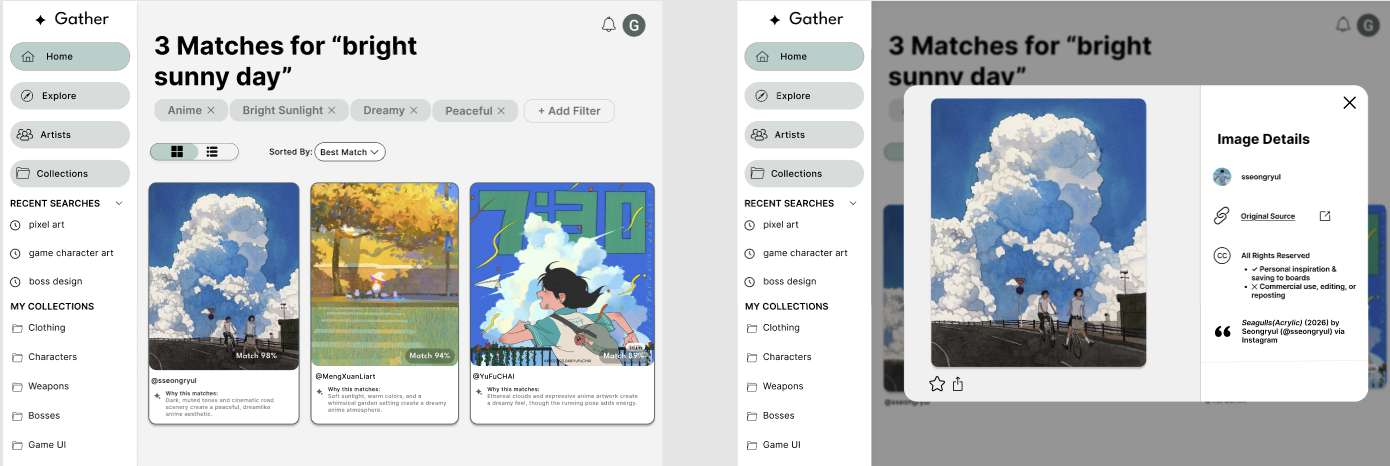 Gather
Home
Explore
Artists
Collections
RECENT SEARCHES
pixel art
game character art
boss design
MY COLLECTIONS
Clothing
Characters
Weapons
Bosses
Game UI
G
3 Matches for “bright
sunny day”
Anime
Bright Sunlight
Dreamy
Peaceful
+ Add Filter
Sorted By:
Best Match
Match 98%
@sseongryul
Why this matches:
Dark, muted tones and cinematic road
scenery create a peaceful, dreamlike
anime aesthetic.
Match 94%
@MengXuanLiart
Why this matches:
Soft sunlight, warm colors, and a
whimsical garden setting create a dreamy
anime atmosphere.
7:30
Match 89%
@YuFuCHAI
Why this matches:
Ethereal clouds and expressive anime artwork create
a dreamy feel, though the running pose adds energy.
Gather
Home
Explore
Artists
Collections
RECENT SEARCHES
pixel art
game character art
boss design
MY COLLECTIONS
Clothing
Characters
Weapons
Bosses
Game UI
G
3 Matches for “bright
sunny day”
@sseongryul
Image Details
sseongryul
Original Source
CC
All Rights Reserved
• ✓ Personal inspiration &
saving to boards
• ✕ Commercial use, editing, or
reposting
Seagulls(Acrylic) (2026) by
Seongryul (@sseongryul) via
Instagram